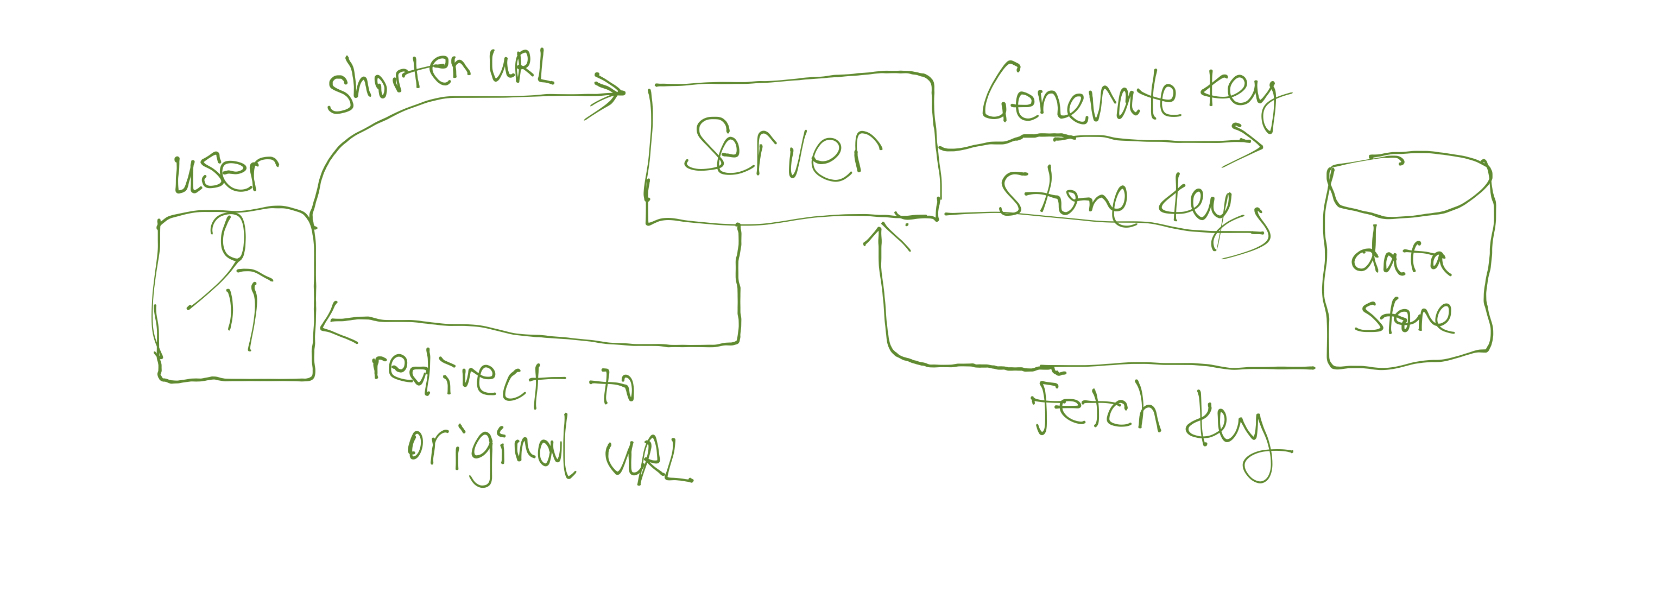 shorten URL
user
Server
Generate key
Store key
data
store
redirect to
original URL
fetch key